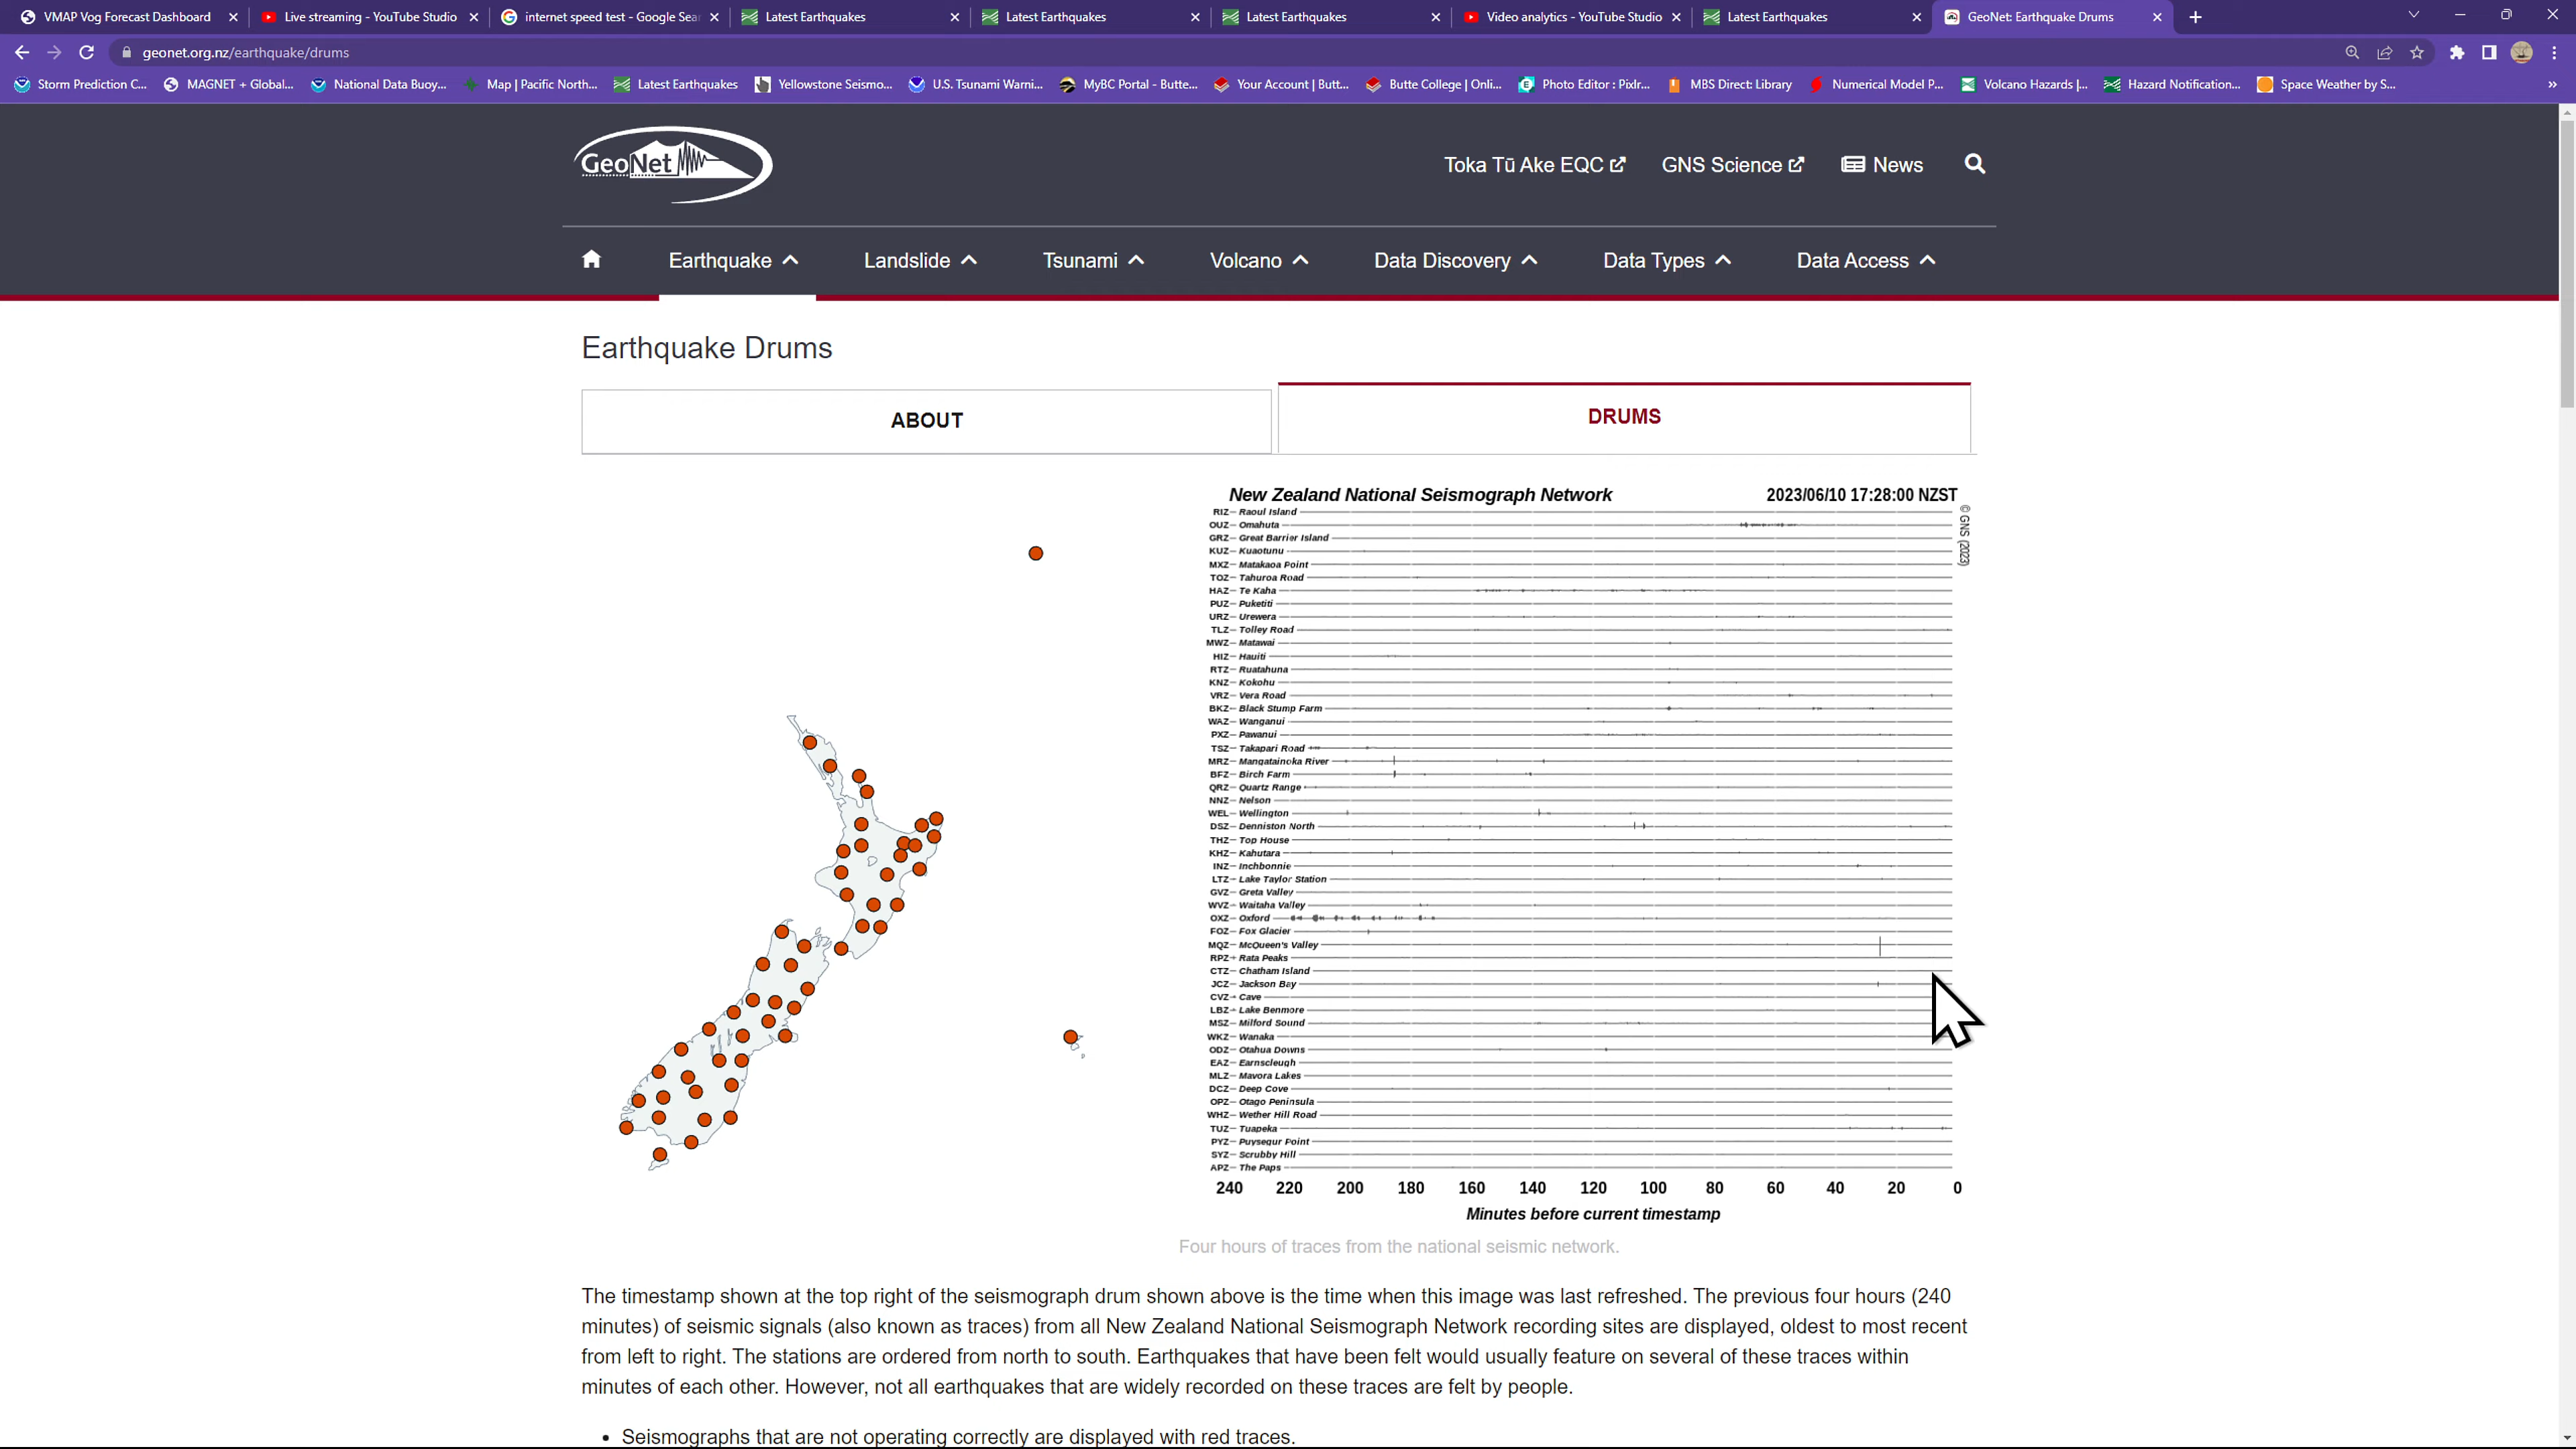 VMAP Vog Forecast Dashboard
Live streaming - YouTube Studio
internet speed test - Google Sea
Latest Earthquakes
Latest Earthquakes
Latest Earthquakes
Video analytics - YouTube Studio
Latest Earthquakes
GeoNet: Earthquake Drums
geonet.org.nz/earthquake/drums
Storm Prediction C...
MAGNET + Global...
National Data Buoy...
Map | Pacific North...
Latest Earthquakes
Yellowstone Seismo...
U.S. Tsunami Warni...
MyBC Portal - Butte...
Your Account | Butt...
Butte College | Onli...
Photo Editor : Pixlr...
MBS Direct: Library
Numerical Model P...
Volcano Hazards |...
Hazard Notification...
Space Weather by S...
GeoNet
Toka Tū Ake EQC
GNS Science
News
Earthquake
Landslide
Tsunami
Volcano
Data Discovery
Data Types
Data Access
Earthquake Drums
ABOUT
DRUMS
New Zealand National Seismograph Network
2023/06/10 17:28:00 NZST
© GNS (2023)
RIZ – Raoul Island
OUZ – Omahuta
GRZ – Great Barrier Island
KUZ – Kuaotunu
MXZ – Matakaoa Point
TOZ – Tahuroa Road
HAZ – Te Kaha
PUZ – Puketiti
URZ – Urewera
TLZ – Tolley Road
MWZ – Matawai
HIZ – Hauiti
RTZ – Ruatahuna
KNZ – Kokohu
VRZ – Vera Road
BKZ – Black Stump Farm
WAZ – Wanganui
PXZ – Pawanui
TSZ – Takapari Road
MRZ – Mangatainoka River
BFZ – Birch Farm
QRZ – Quartz Range
NNZ – Nelson
WEL – Wellington
DSZ – Denniston North
THZ – Top House
KHZ – Kahutara
INZ – Inchbonnie
LTZ – Lake Taylor Station
GVZ – Greta Valley
WVZ – Waitaha Valley
OXZ – Oxford
FOZ – Fox Glacier
MQZ – McQueen's Valley
RPZ – Rata Peaks
CTZ – Chatham Island
JCZ – Jackson Bay
CVZ – Cave
LBZ – Lake Benmore
MSZ – Milford Sound
WKZ – Wanaka
ODZ – Otahua Downs
EAZ – Earnscleugh
MLZ – Mavora Lakes
DCZ – Deep Cove
OPZ – Otago Peninsula
WHZ – Wether Hill Road
TUZ – Tuapeka
PYZ – Puysegur Point
SYZ – Scrubby Hill
APZ – The Paps
240 220 200 180 160 140 120 100 80 60 40 20 0
Minutes before current timestamp
Four hours of traces from the national seismic network.
The timestamp shown at the top right of the seismograph drum shown above is the time when this image was last refreshed. The previous four hours (240
minutes) of seismic signals (also known as traces) from all New Zealand National Seismograph Network recording sites are displayed, oldest to most recent
from left to right. The stations are ordered from north to south. Earthquakes that have been felt would usually feature on several of these traces within
minutes of each other. However, not all earthquakes that are widely recorded on these traces are felt by people.
• Seismographs that are not operating correctly are displayed with red traces.